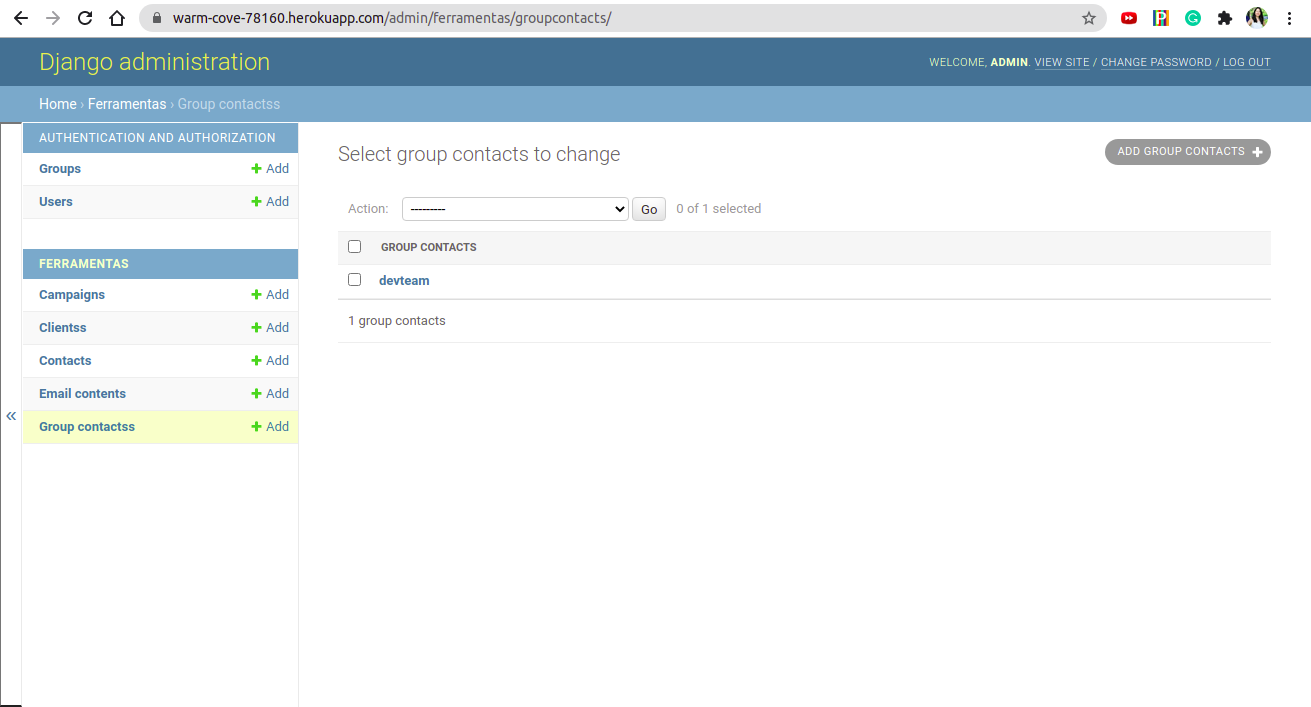 warm-cove-78160.herokuapp.com/admin/ferramentas/groupcontacts/
Django administration
WELCOME, ADMIN. VIEW SITE / CHANGE PASSWORD / LOG OUT
Home › Ferramentas › Group contactss
AUTHENTICATION AND AUTHORIZATION
Groups + Add
Users + Add
FERRAMENTAS
Campaigns + Add
Clientss + Add
Contacts + Add
Email contents + Add
Group contactss + Add
«
Select group contacts to change
ADD GROUP CONTACTS +
Action: --------- Go 0 of 1 selected
GROUP CONTACTS
devteam
1 group contacts